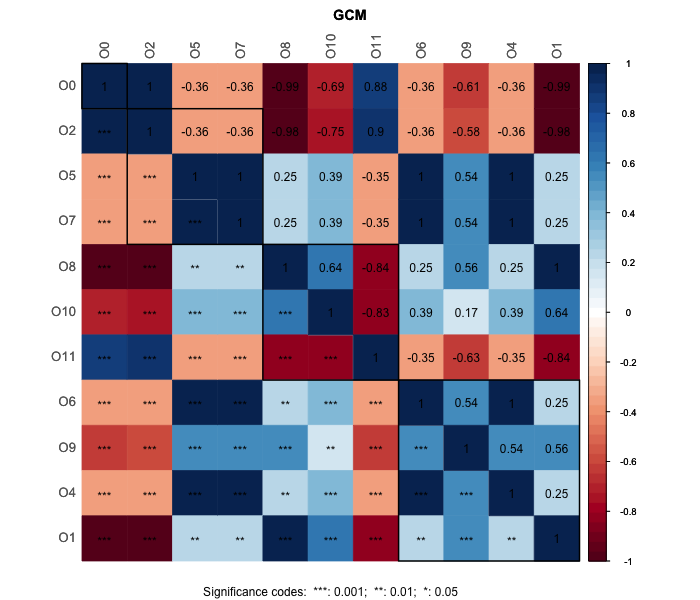 GCM
O0 O2 O5 O7 O8 O10 O11 O6 O9 O4 O1
O0 1 1 -0.36 -0.36 -0.99 -0.69 0.88 -0.36 -0.61 -0.36 -0.99 1
O2 *** 1 -0.36 -0.36 -0.98 -0.75 0.9 -0.36 -0.58 -0.36 -0.98 0.8
O5 *** *** 1 1 0.25 0.39 -0.35 1 0.54 1 0.25 0.6
O7 *** *** *** 1 0.25 0.39 -0.35 1 0.54 1 0.25 0.4
O8 *** *** ** ** 1 0.64 -0.84 0.25 0.56 0.25 1 0.2
O10 *** *** *** *** *** 1 -0.83 0.39 0.17 0.39 0.64 0
O11 *** *** *** *** *** *** 1 -0.35 -0.63 -0.35 -0.84 -0.2
O6 *** *** *** *** ** *** *** 1 0.54 1 0.25 -0.4
O9 *** *** *** *** *** ** *** *** 1 0.54 0.56 -0.6
O4 *** *** *** *** ** *** *** *** *** 1 0.25 -0.8
O1 *** *** ** ** *** *** *** ** *** ** 1 -1
Significance codes: ***: 0.001; **: 0.01; *: 0.05